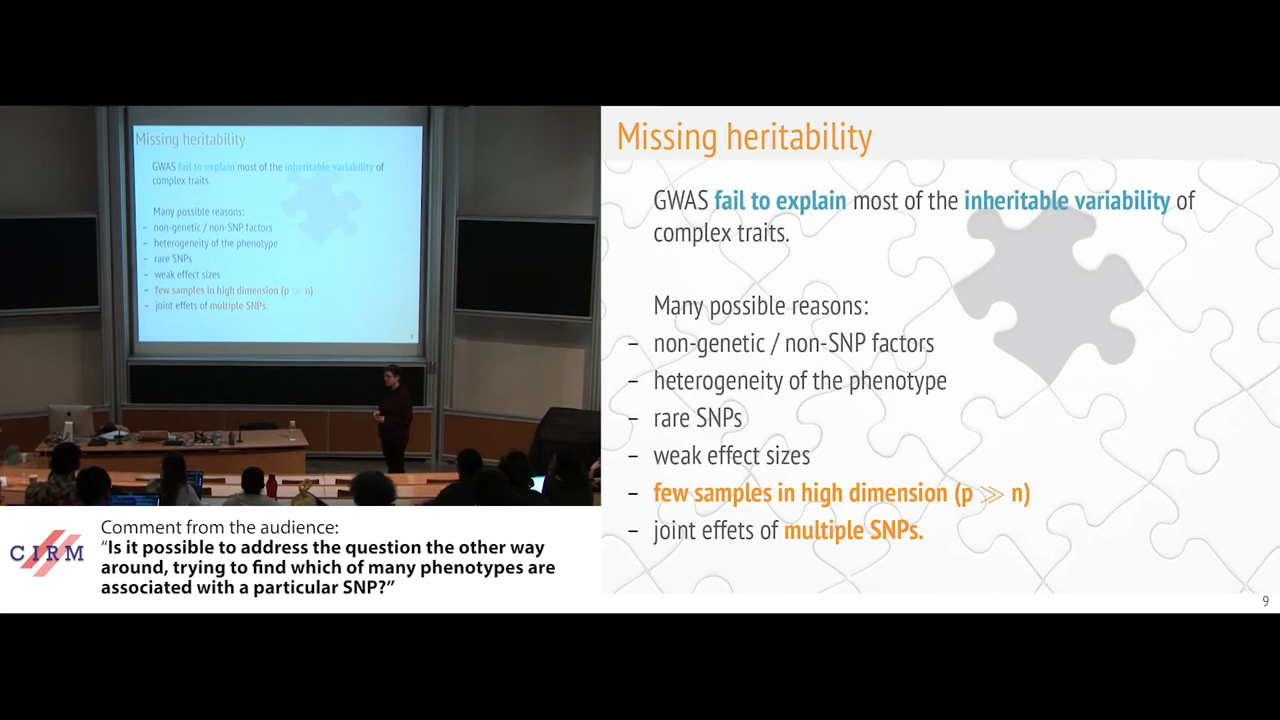 Missing heritability
GWAS fail to explain most of the inheritable variability of
complex traits.
Many possible reasons:
– non-genetic / non-SNP factors
– heterogeneity of the phenotype
– rare SNPs
– weak effect sizes
– few samples in high dimension (p ≫ n)
– joint effets of multiple SNPs.
9
Missing heritability
GWAS fail to explain most of the inheritable variability of
complex traits.
Many possible reasons:
– non-genetic / non-SNP factors
– heterogeneity of the phenotype
– rare SNPs
– weak effect sizes
– few samples in high dimension (p ≫ n)
– joint effets of multiple SNPs.
9
CIRM
Comment from the audience:
“Is it possible to address the question the other way
around, trying to find which of many phenotypes are
associated with a particular SNP?”